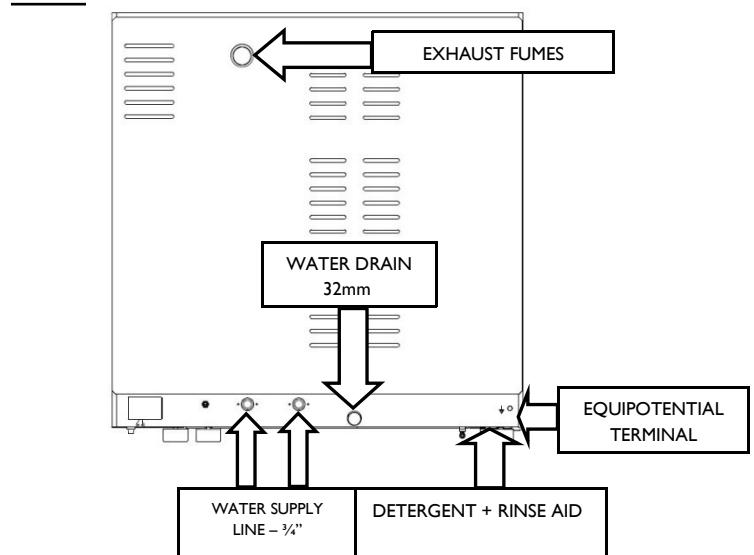 EXHAUST FUMES
WATER DRAIN
32mm
EQUIPOTENTIAL
TERMINAL
WATER SUPPLY
LINE – ¾”
DETERGENT + RINSE AID